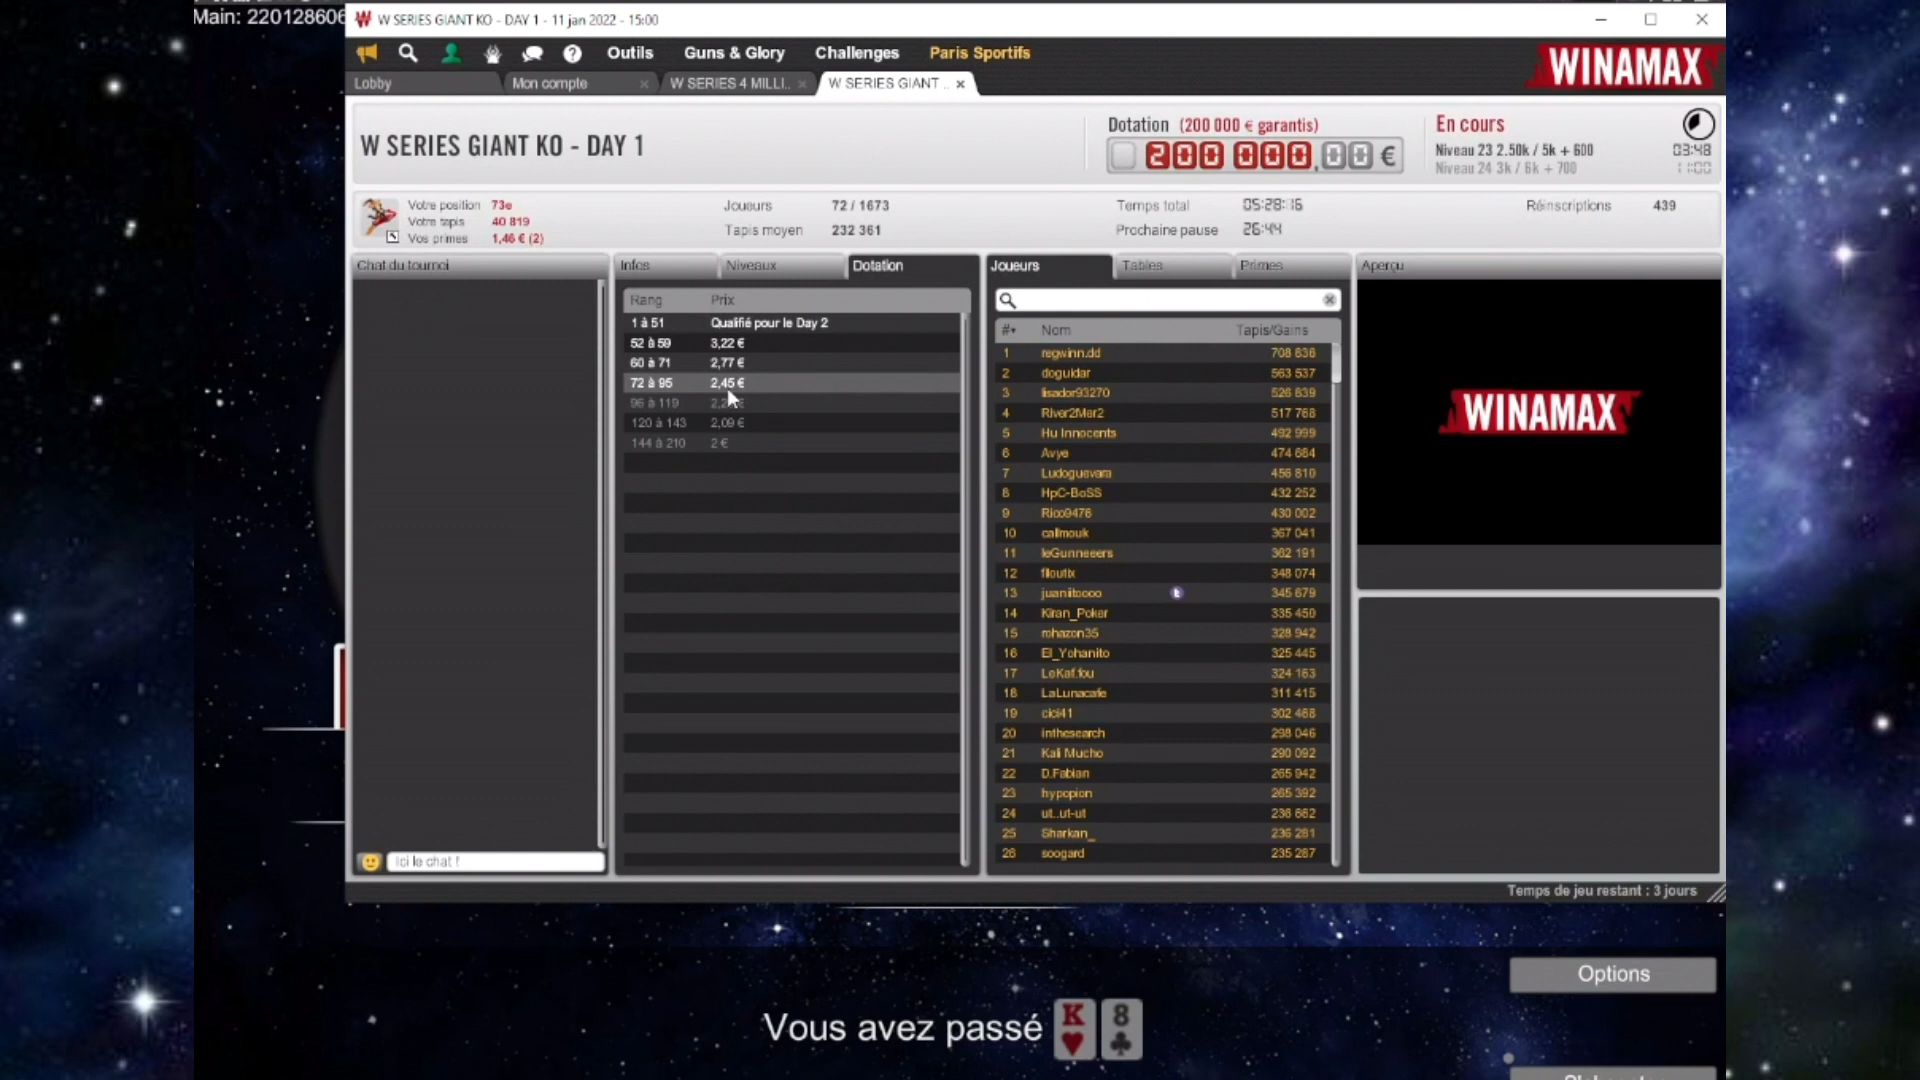 Main: 220128606
W SERIES GIANT KO - DAY 1 - 11 jan 2022 - 15:00
Outils Guns & Glory Challenges Paris Sportifs
WINAMAX
Lobby Mon compte W SERIES 4 MILLI.. W SERIES GIANT ..
W SERIES GIANT KO - DAY 1
Dotation (200 000 € garantis)
200 000,00 €
En cours
Niveau 23 2.50k / 5k + 600
Niveau 24 3k / 6k + 700
03:48
11:00
Votre position 73e
Votre tapis 40 819
Vos primes 1,46 € (2)
Joueurs 72 / 1673
Tapis moyen 232 361
Temps total 05:28:16
Prochaine pause 26:44
Réinscriptions 439
Chat du tournoi
Infos Niveaux Dotation
Joueurs Tables Primes
Aperçu
Rang Prix
1 à 51 Qualifié pour le Day 2
52 à 59 3,22 €
60 à 71 2,77 €
72 à 95 2,45 €
96 à 119
120 à 143 2,09 €
144 à 210 2 €
# Nom Tapis/Gains
1 regwinn.dd 708 636
2 doguidar 563 537
3 lisador93270 526 839
4 River2Mer2 517 768
5 Hu Innocents 492 999
6 Avye 474 684
7 Ludoguevara 456 810
8 HpC-BoSS 432 252
9 Rico9476 430 002
10 callmouk 367 041
11 leGunneeers 362 191
12 filoutix 348 074
13 juaniitoooo 345 679
14 Kiran_Poker 335 450
15 rohazon35 328 942
16 El_Yohanito 325 445
17 LeKaf.fou 324 163
18 LaLunacafe 311 415
19 cici41 302 468
20 inthesearch 298 046
21 Kali Mucho 290 092
22 D.Fabian 265 942
23 hypopion 265 392
24 ut..ut-ut 236 662
25 Sharkan_ 236 281
26 soogard 235 287
WINAMAX
Ici le chat !
Temps de jeu restant : 3 jours
Options
Vous avez passé K 8